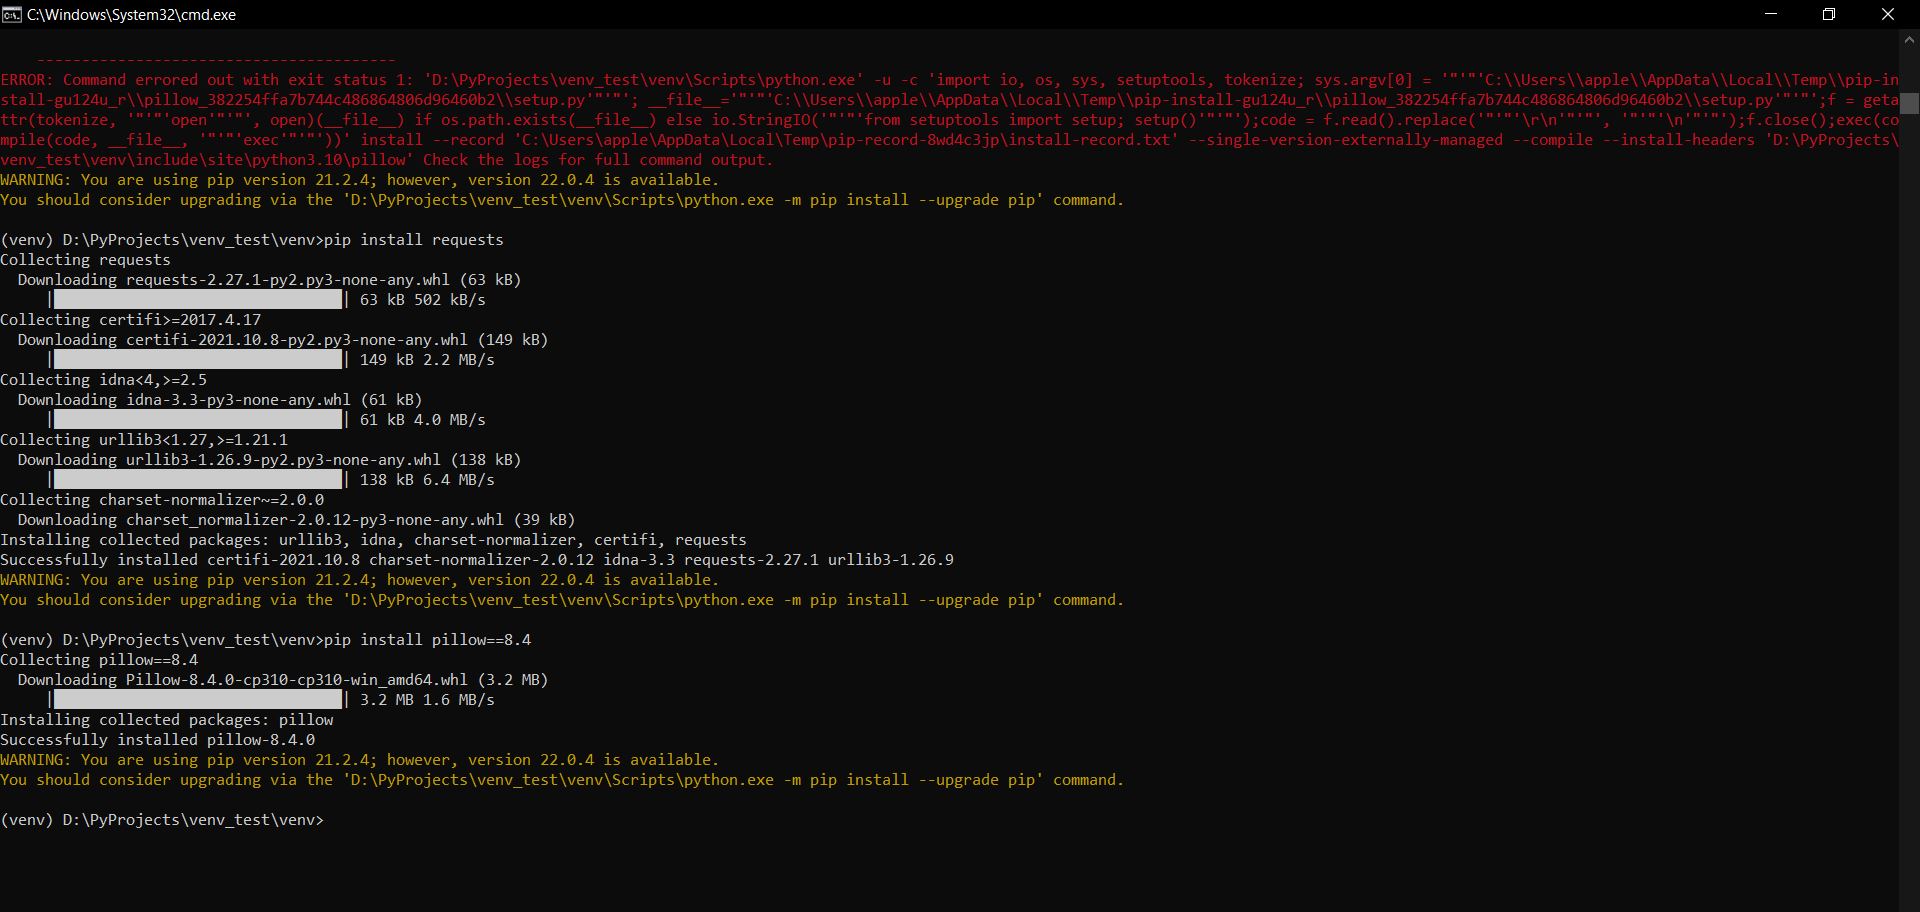 C:\Windows\System32\cmd.exe
----------------------------------------
ERROR: Command errored out with exit status 1: 'D:\PyProjects\venv_test\venv\Scripts\python.exe' -u -c 'import io, os, sys, setuptools, tokenize; sys.argv[0] = '"'"'C:\\Users\\apple\\AppData\\Local\\Temp\\pip-in
stall-gu124u_r\\pillow_382254ffa7b744c486864806d96460b2\\setup.py'"'"'; __file__='"'"'C:\\Users\\apple\\AppData\\Local\\Temp\\pip-install-gu124u_r\\pillow_382254ffa7b744c486864806d96460b2\\setup.py'"'"';f = geta
ttr(tokenize, '"'"'open'"'"', open)(__file__) if os.path.exists(__file__) else io.StringIO('"'"'from setuptools import setup; setup()'"'"');code = f.read().replace('"'"'\r\n'"'"', '"'"'\n'"'"');f.close();exec(co
mpile(code, __file__, '"'"'exec'"'"'))' install --record 'C:\Users\apple\AppData\Local\Temp\pip-record-8wd4c3jp\install-record.txt' --single-version-externally-managed --compile --install-headers 'D:\PyProjects\
venv_test\venv\include\site\python3.10\pillow' Check the logs for full command output.
WARNING: You are using pip version 21.2.4; however, version 22.0.4 is available.
You should consider upgrading via the 'D:\PyProjects\venv_test\venv\Scripts\python.exe -m pip install --upgrade pip' command.
(venv) D:\PyProjects\venv_test\venv>pip install requests
Collecting requests
Downloading requests-2.27.1-py2.py3-none-any.whl (63 kB)
| | 63 kB 502 kB/s
Collecting certifi>=2017.4.17
Downloading certifi-2021.10.8-py2.py3-none-any.whl (149 kB)
| | 149 kB 2.2 MB/s
Collecting idna<4,>=2.5
Downloading idna-3.3-py3-none-any.whl (61 kB)
| | 61 kB 4.0 MB/s
Collecting urllib3<1.27,>=1.21.1
Downloading urllib3-1.26.9-py2.py3-none-any.whl (138 kB)
| | 138 kB 6.4 MB/s
Collecting charset-normalizer~=2.0.0
Downloading charset_normalizer-2.0.12-py3-none-any.whl (39 kB)
Installing collected packages: urllib3, idna, charset-normalizer, certifi, requests
Successfully installed certifi-2021.10.8 charset-normalizer-2.0.12 idna-3.3 requests-2.27.1 urllib3-1.26.9
WARNING: You are using pip version 21.2.4; however, version 22.0.4 is available.
You should consider upgrading via the 'D:\PyProjects\venv_test\venv\Scripts\python.exe -m pip install --upgrade pip' command.
(venv) D:\PyProjects\venv_test\venv>pip install pillow==8.4
Collecting pillow==8.4
Downloading Pillow-8.4.0-cp310-cp310-win_amd64.whl (3.2 MB)
| | 3.2 MB 1.6 MB/s
Installing collected packages: pillow
Successfully installed pillow-8.4.0
WARNING: You are using pip version 21.2.4; however, version 22.0.4 is available.
You should consider upgrading via the 'D:\PyProjects\venv_test\venv\Scripts\python.exe -m pip install --upgrade pip' command.
(venv) D:\PyProjects\venv_test\venv>